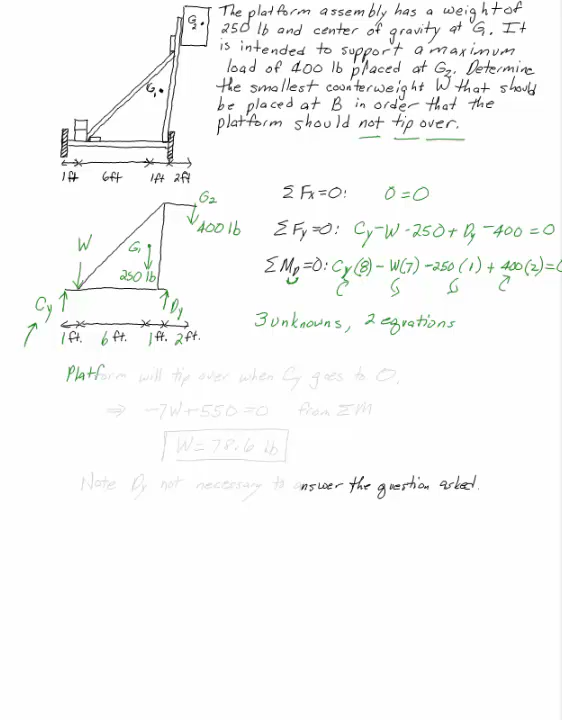 The platform assembly has a weight of
250 lb and center of gravity at G₁. It
is intended to support a maximum
load of 400 lb placed at G₂. Determine
the smallest counterweight W that should
be placed at B in order that the
platform should not tip over.
G₂
G₁
1ft 6ft 1ft 2ft
ΣFx=0: 0=0
ΣFy=0: Cy-W-250+Dy-400=0
ΣM_D=0: Cy(8)-W(7)-250(1)+400(2)=0
3 unknowns, 2 equations
G₂
400 lb
W
G₁
250 lb
Cy
Dy
1ft. 6ft. 1ft. 2ft.
Platform will tip over when Cy goes to 0.
⇒ -7W+550=0 from ΣM
W=78.6 lb
Note Dy not necessary to answer the question asked.